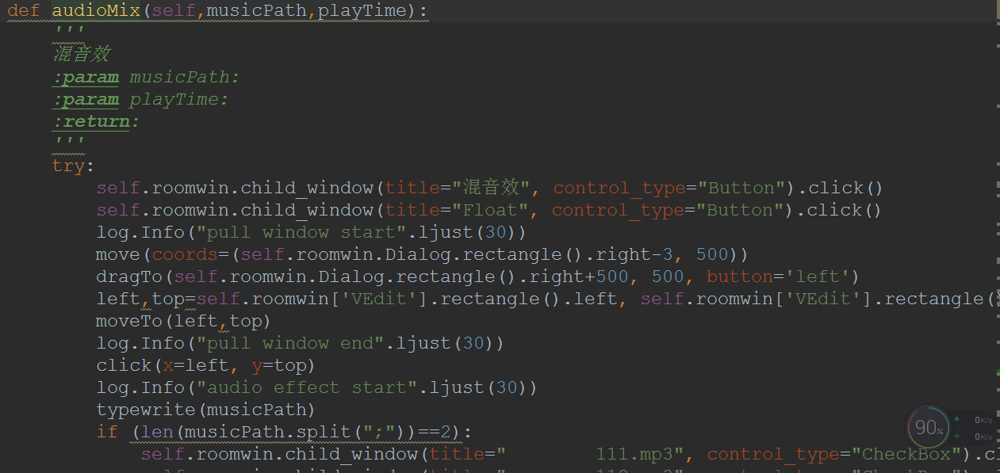 def audioMix(self,musicPath,playTime):
    '''
    混音效
    :param musicPath:
    :param playTime:
    :return:
    '''
    try:
        self.roomwin.child_window(title="混音效", control_type="Button").click()
        self.roomwin.child_window(title="Float", control_type="Button").click()
        log.Info("pull window start".ljust(30))
        move(coords=(self.roomwin.Dialog.rectangle().right-3, 500))
        dragTo(self.roomwin.Dialog.rectangle().right+500, 500, button='left')
        left,top=self.roomwin['VEdit'].rectangle().left, self.roomwin['VEdit'].rectangle(
        moveTo(left,top)
        log.Info("pull window end".ljust(30))
        click(x=left, y=top)
        log.Info("audio effect start".ljust(30))
        typewrite(musicPath)
        if (len(musicPath.split(";"))==2):
            self.roomwin.child_window(title="        111.mp3", control_type="CheckBox").cl
90%
0K/s
0K/s